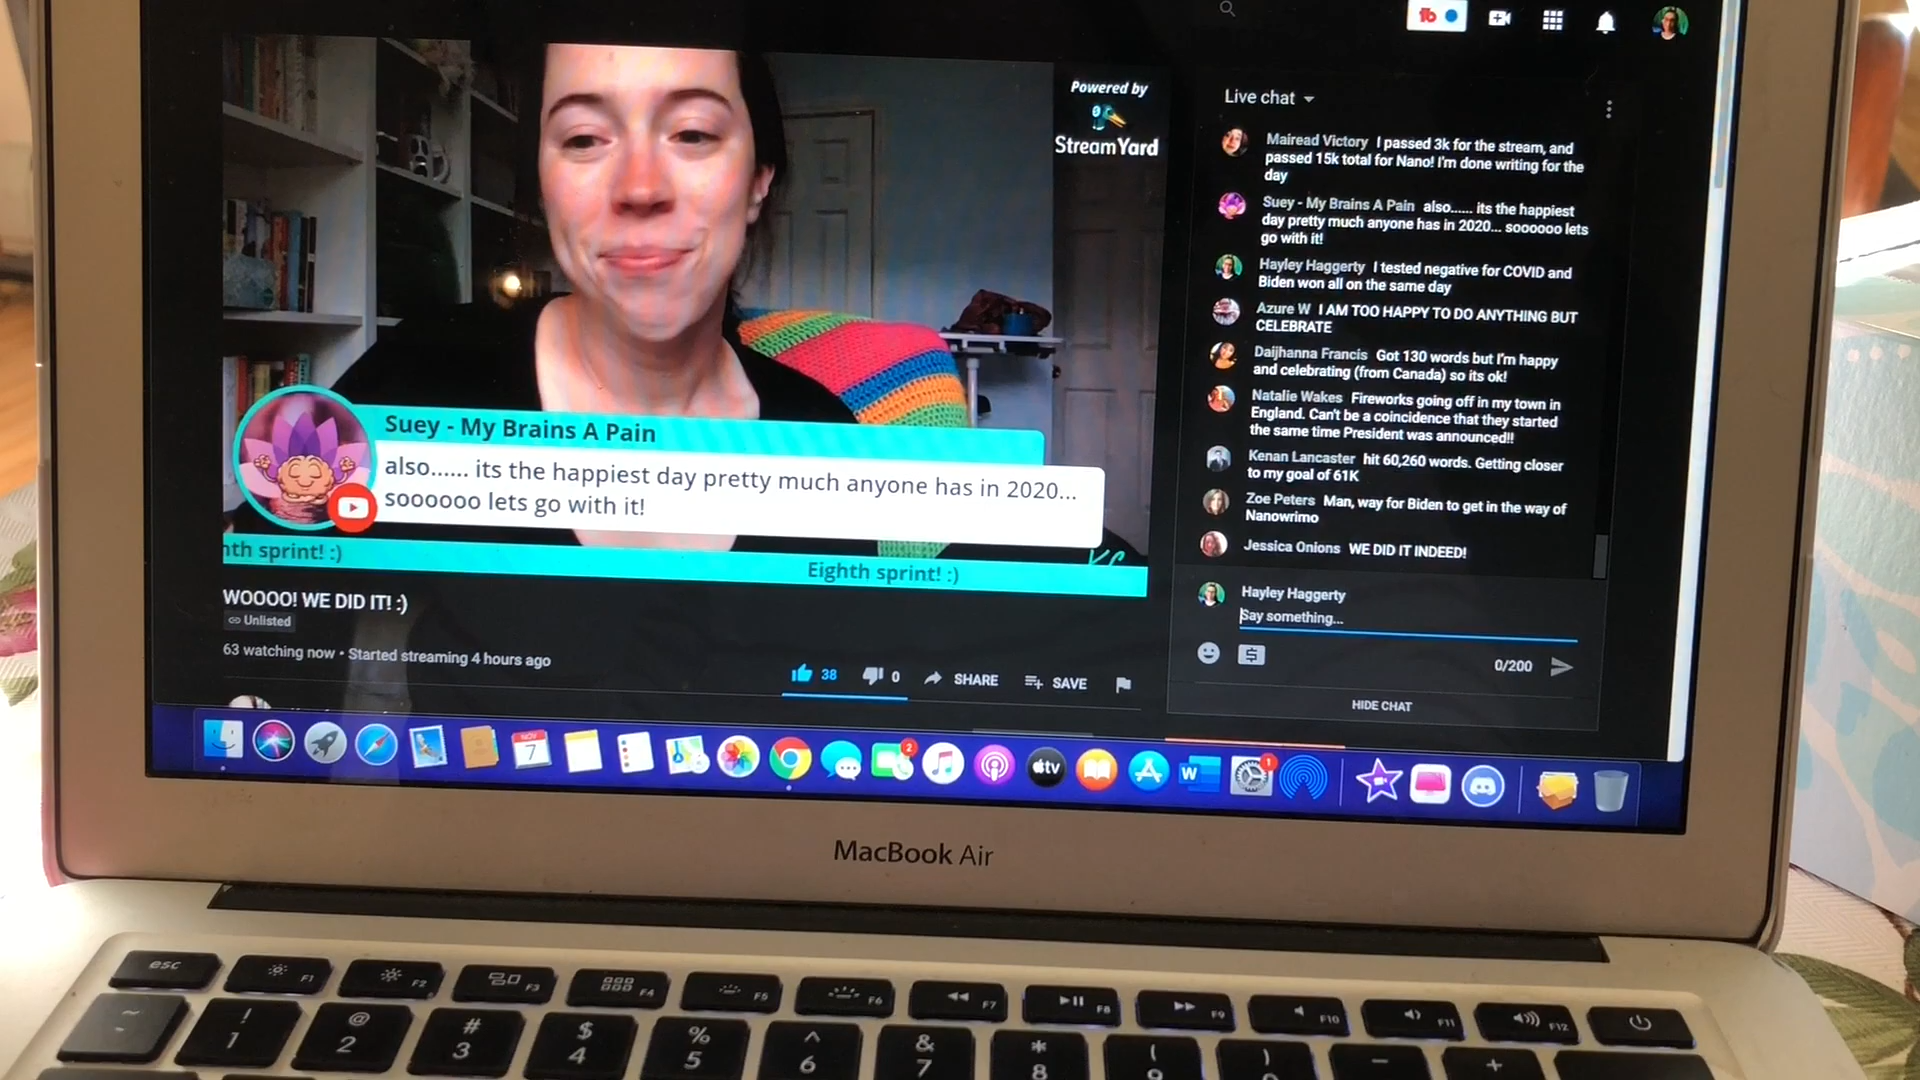 Powered by
StreamYard
Suey - My Brains A Pain
also...... its the happiest day pretty much anyone has in 2020...
soooooo lets go with it!
nth sprint! :)
Eighth sprint! :)
WOOOO! WE DID IT! :)
Unlisted
63 watching now • Started streaming 4 hours ago
38
0
SHARE
SAVE
Live chat
Mairead Victory I passed 3k for the stream, and
passed 15k total for Nano! I'm done writing for the
day
Suey - My Brains A Pain also...... its the happiest
day pretty much anyone has in 2020... soooooo lets
go with it!
Hayley Haggerty I tested negative for COVID and
Biden won all on the same day
Azure W I AM TOO HAPPY TO DO ANYTHING BUT
CELEBRATE
Daijhanna Francis Got 130 words but I'm happy
and celebrating (from Canada) so its ok!
Natalie Wakes Fireworks going off in my town in
England. Can't be a coincidence that they started
the same time President was announced!!
Kenan Lancaster hit 60,260 words. Getting closer
to my goal of 61K
Zoe Peters Man, way for Biden to get in the way of
Nanowrimo
Jessica Onions WE DID IT INDEED!
Hayley Haggerty
Say something...
0/200
HIDE CHAT
NOV
7
2
tv
W
1
MacBook Air
esc F1 F2 F3 F4 F5 F6 F7 F8 F9 F10 F11 F12
~ ! @ # $ % ^ & * ( ) − +
1 2 3 4 5 6 7 8 9